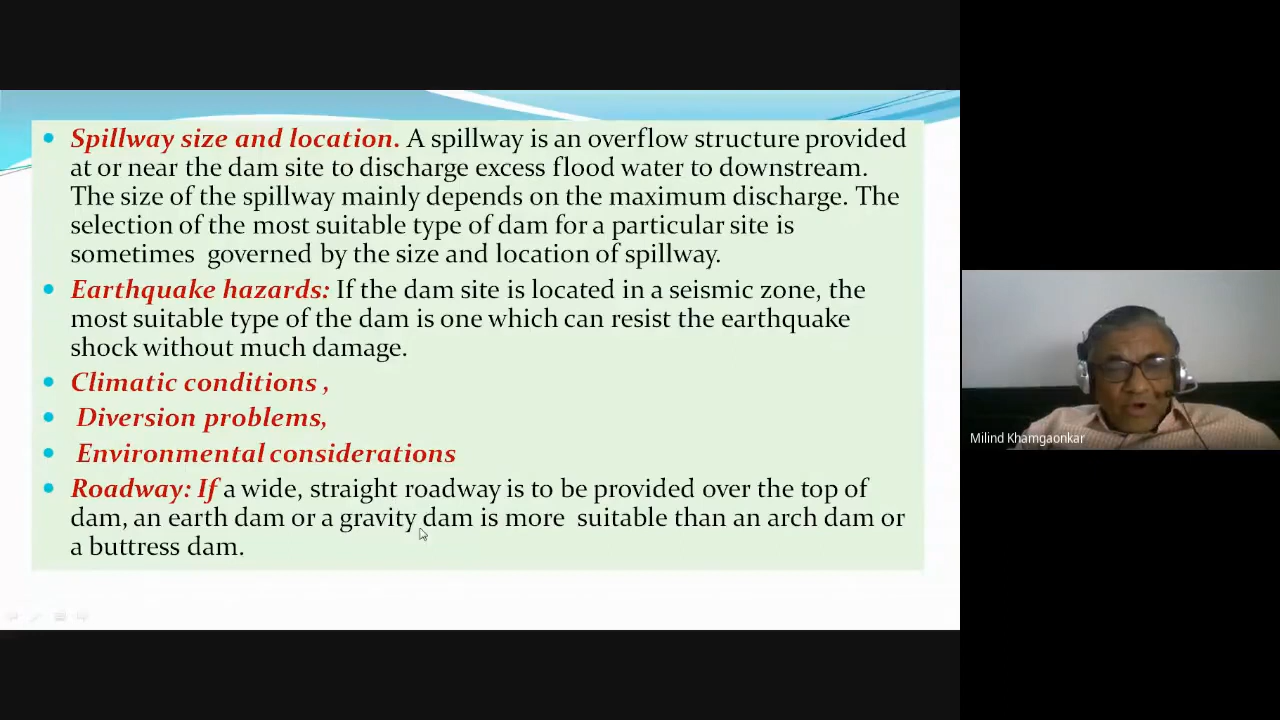 Spillway size and location. A spillway is an overflow structure provided
at or near the dam site to discharge excess flood water to downstream.
The size of the spillway mainly depends on the maximum discharge. The
selection of the most suitable type of dam for a particular site is
sometimes governed by the size and location of spillway.
Earthquake hazards: If the dam site is located in a seismic zone, the
most suitable type of the dam is one which can resist the earthquake
shock without much damage.
Climatic conditions ,
Diversion problems,
Environmental considerations
Roadway: If a wide, straight roadway is to be provided over the top of
dam, an earth dam or a gravity dam is more suitable than an arch dam or
a buttress dam.
Milind Khamgaonkar